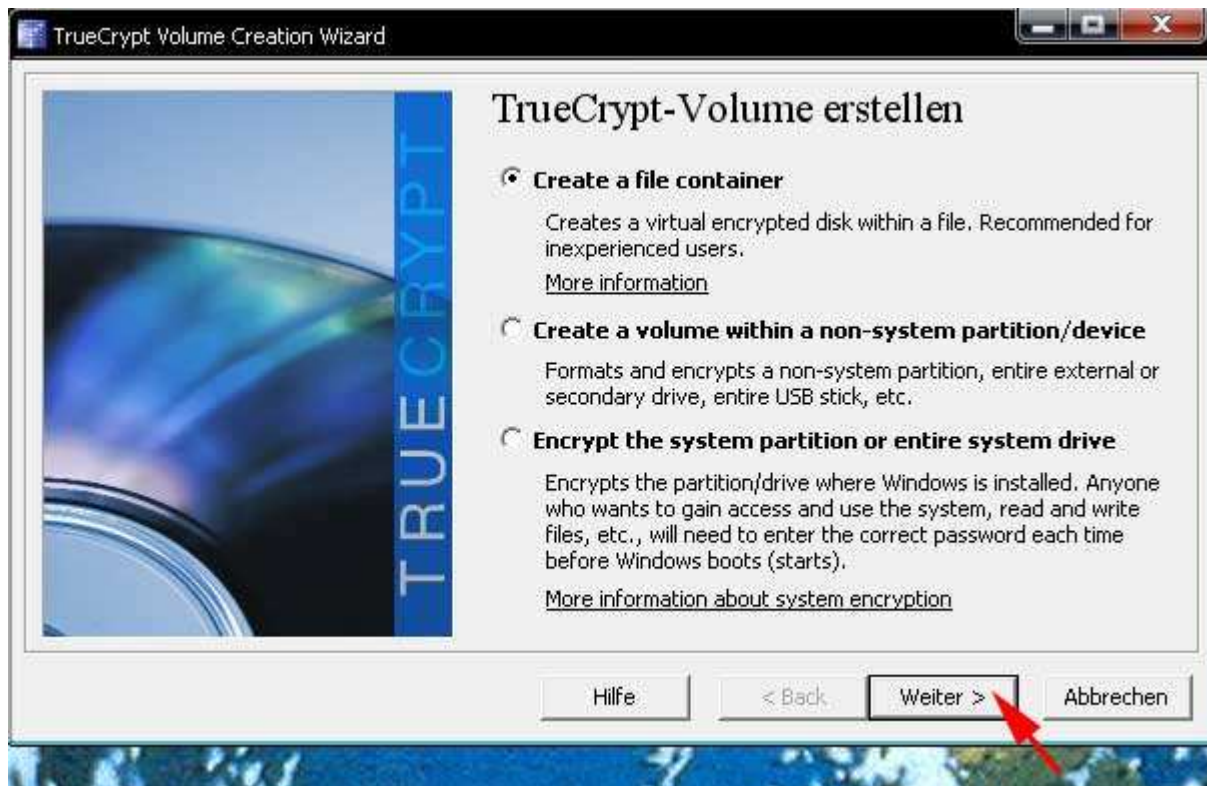 TrueCrypt Volume Creation Wizard
TRUECRYPT
TrueCrypt-Volume erstellen
Create a file container
Creates a virtual encrypted disk within a file. Recommended for
inexperienced users.
More information
Create a volume within a non-system partition/device
Formats and encrypts a non-system partition, entire external or
secondary drive, entire USB stick, etc.
Encrypt the system partition or entire system drive
Encrypts the partition/drive where Windows is installed. Anyone
who wants to gain access and use the system, read and write
files, etc., will need to enter the correct password each time
before Windows boots (starts).
More information about system encryption
Hilfe < Back Weiter > Abbrechen